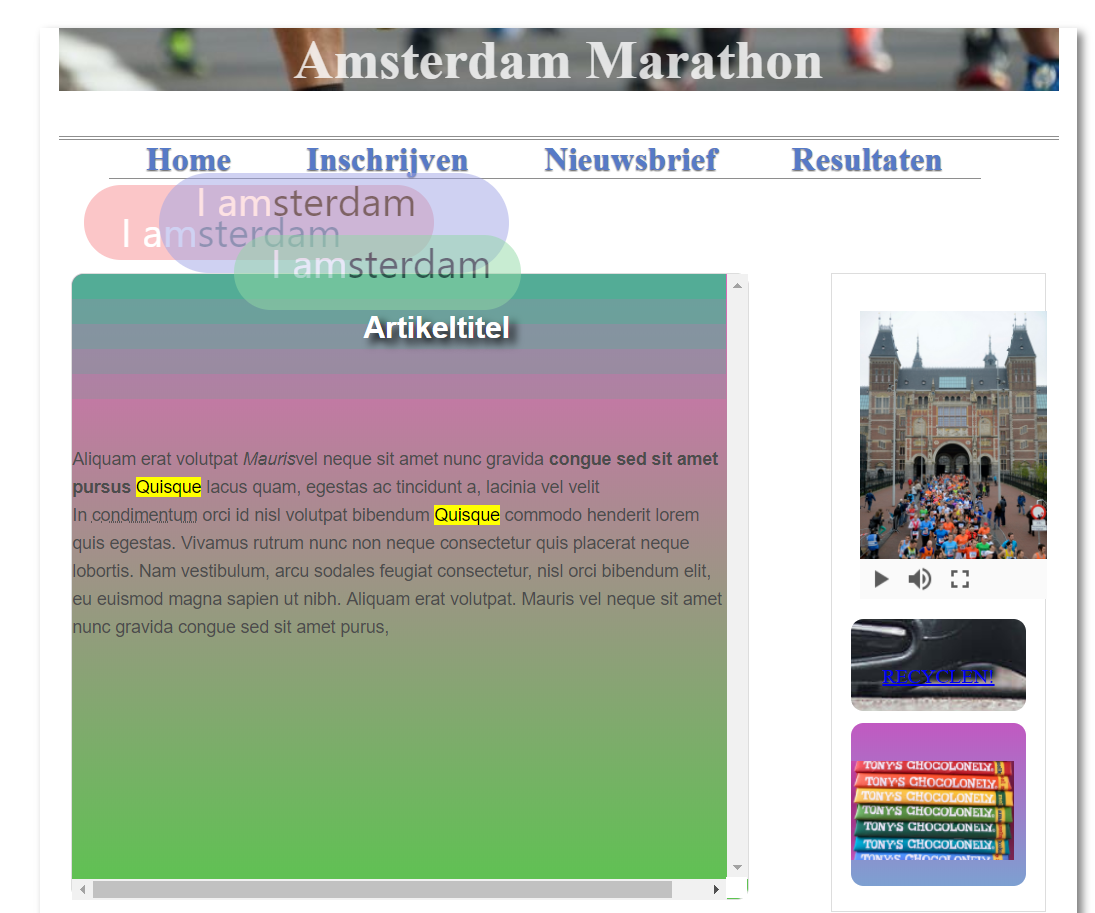 Amsterdam Marathon
Home Inschrijven Nieuwsbrief Resultaten
I amsterdam
I amsterdam
I amsterdam
Artikeltitel
Aliquam erat volutpat Maurisvel neque sit amet nunc gravida congue sed sit amet
pursus Quisque lacus quam, egestas ac tincidunt a, lacinia vel velit
In condimentum orci id nisl volutpat bibendum Quisque commodo henderit lorem
quis egestas. Vivamus rutrum nunc non neque consectetur quis placerat neque
lobortis. Nam vestibulum, arcu sodales feugiat consectetur, nisl orci bibendum elit,
eu euismod magna sapien ut nibh. Aliquam erat volutpat. Mauris vel neque sit amet
nunc gravida congue sed sit amet purus,
RECYCLEN!
TONY'S CHOCOLONELY.
TONY'S CHOCOLONELY.
TONY'S CHOCOLONELY.
TONY'S CHOCOLONELY.
TONY'S CHOCOLONELY.
TONY'S CHOCOLONELY.
TONY'S CHOCOLONELY.